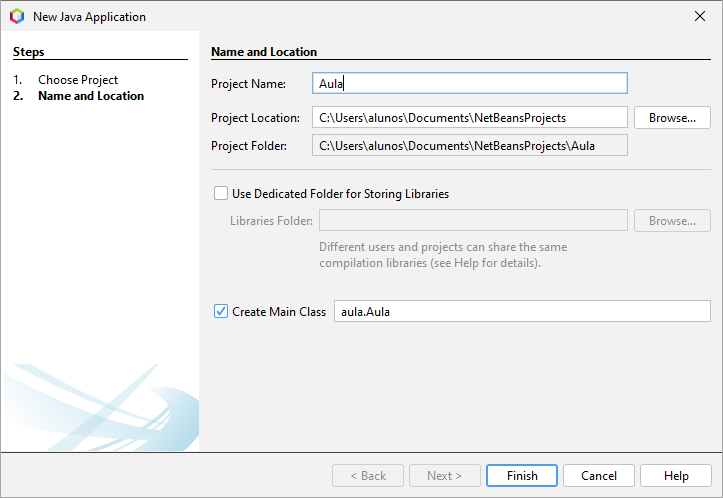 New Java Application
Steps
1. Choose Project
2. Name and Location
Name and Location
Project Name: Aula
Project Location: C:\Users\alunos\Documents\NetBeansProjects Browse...
Project Folder: C:\Users\alunos\Documents\NetBeansProjects\Aula
Use Dedicated Folder for Storing Libraries
Libraries Folder: Browse...
Different users and projects can share the same
compilation libraries (see Help for details).
Create Main Class aula.Aula
< Back Next > Finish Cancel Help